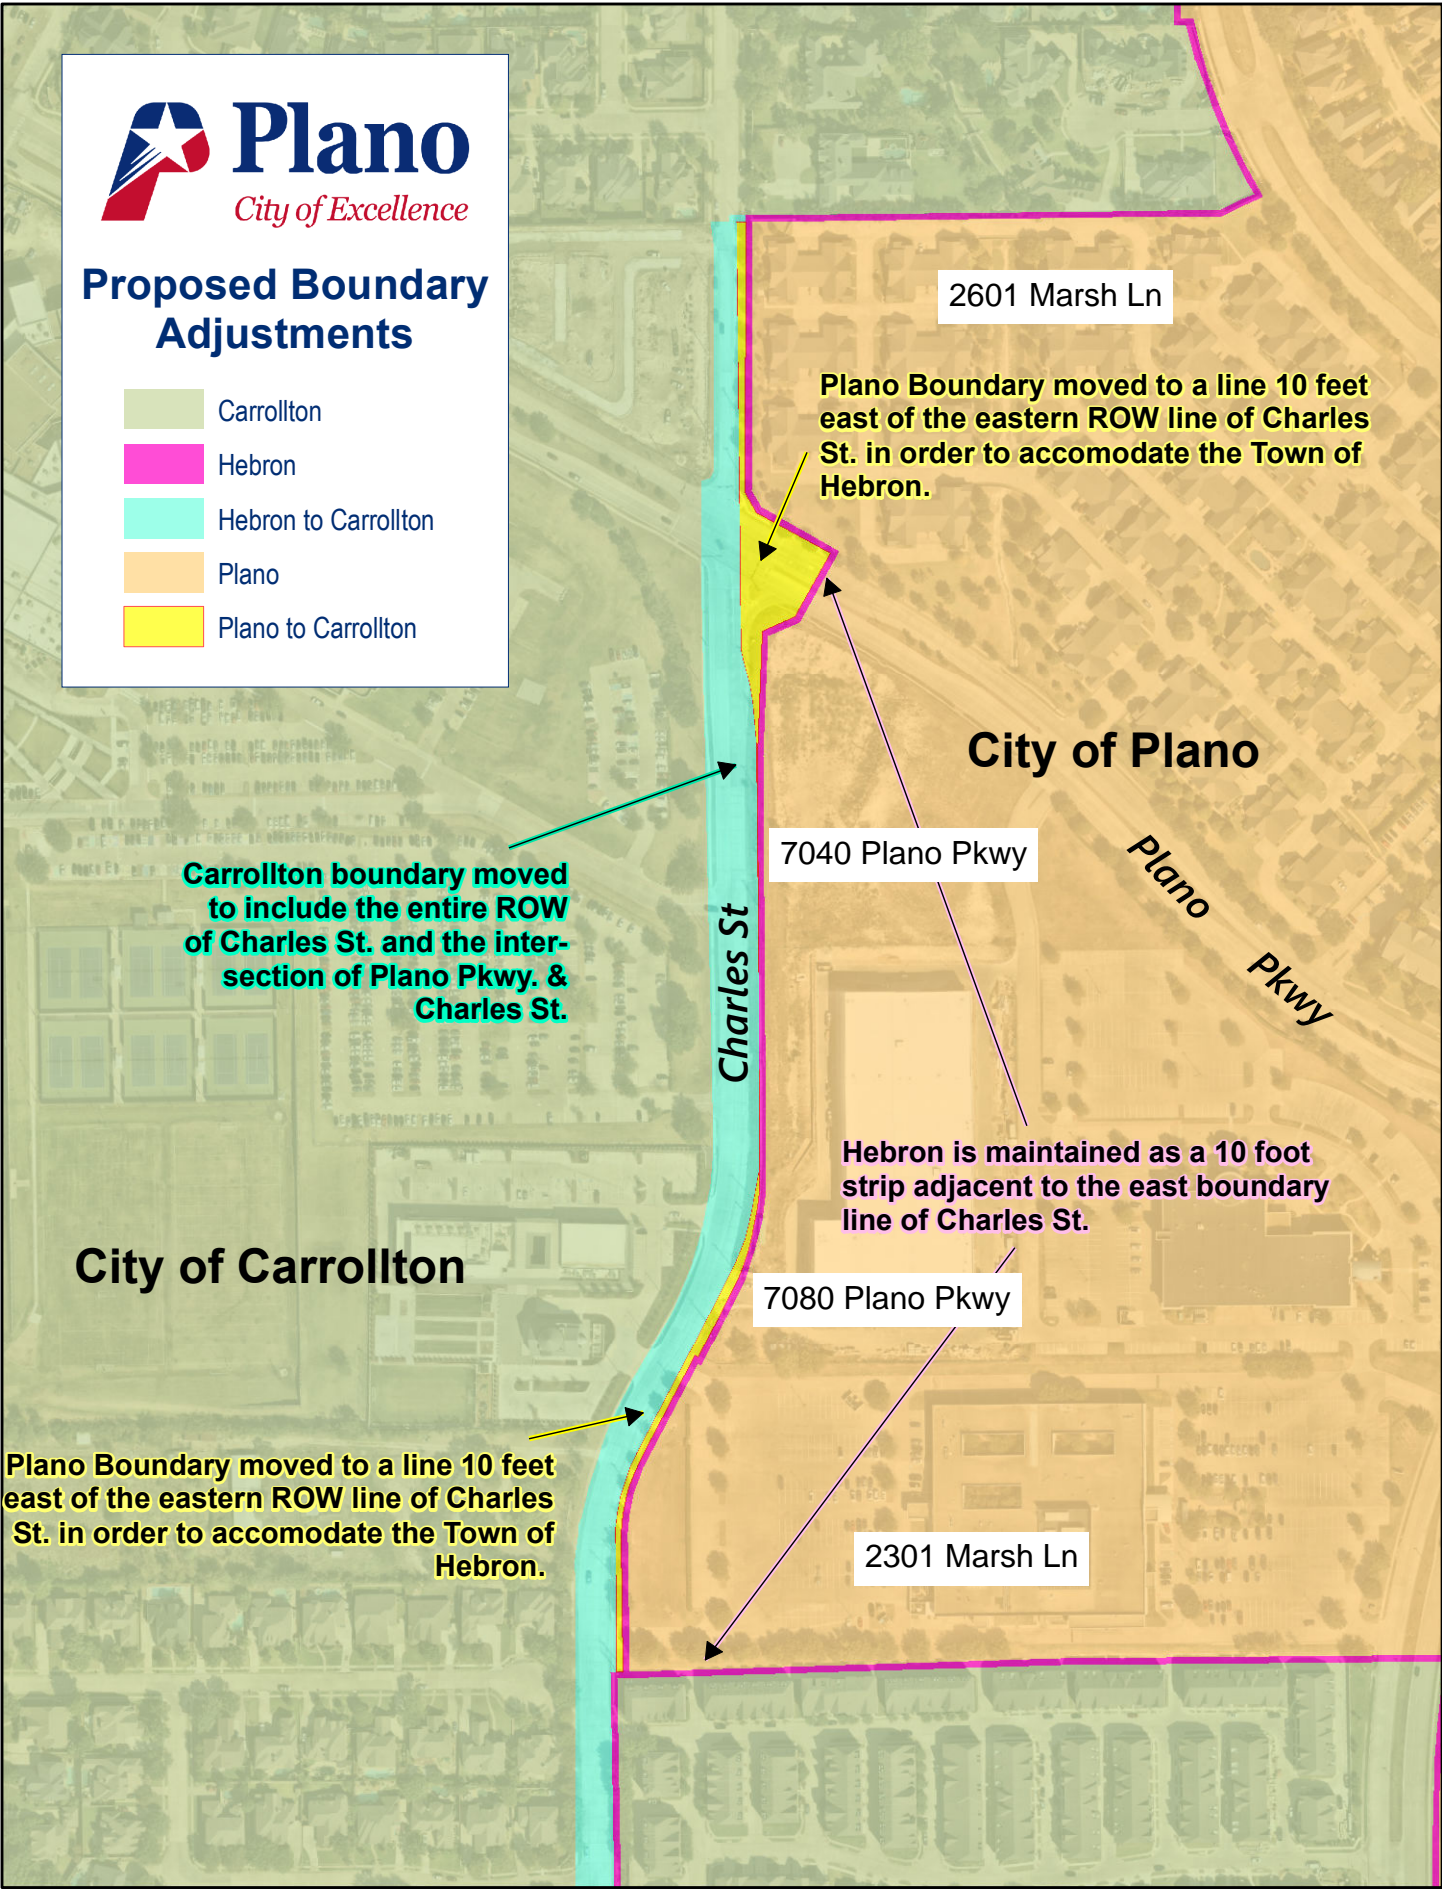 Plano
City of Excellence
Proposed Boundary
Adjustments
Carrollton
Hebron
Hebron to Carrollton
Plano
Plano to Carrollton
2601 Marsh Ln
Plano Boundary moved to a line 10 feet
east of the eastern ROW line of Charles
St. in order to accomodate the Town of
Hebron.
City of Plano
7040 Plano Pkwy
Plano Pkwy
Carrollton boundary moved
to include the entire ROW
of Charles St. and the inter-
section of Plano Pkwy. &
Charles St.
Charles St
Hebron is maintained as a 10 foot
strip adjacent to the east boundary
line of Charles St.
City of Carrollton
7080 Plano Pkwy
Plano Boundary moved to a line 10 feet
east of the eastern ROW line of Charles
St. in order to accomodate the Town of
Hebron.
2301 Marsh Ln